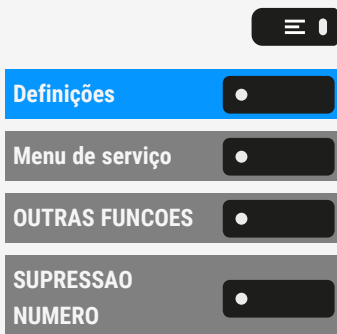 Definições
Menu de serviço
OUTRAS FUNCOES
SUPRESSAO
NUMERO